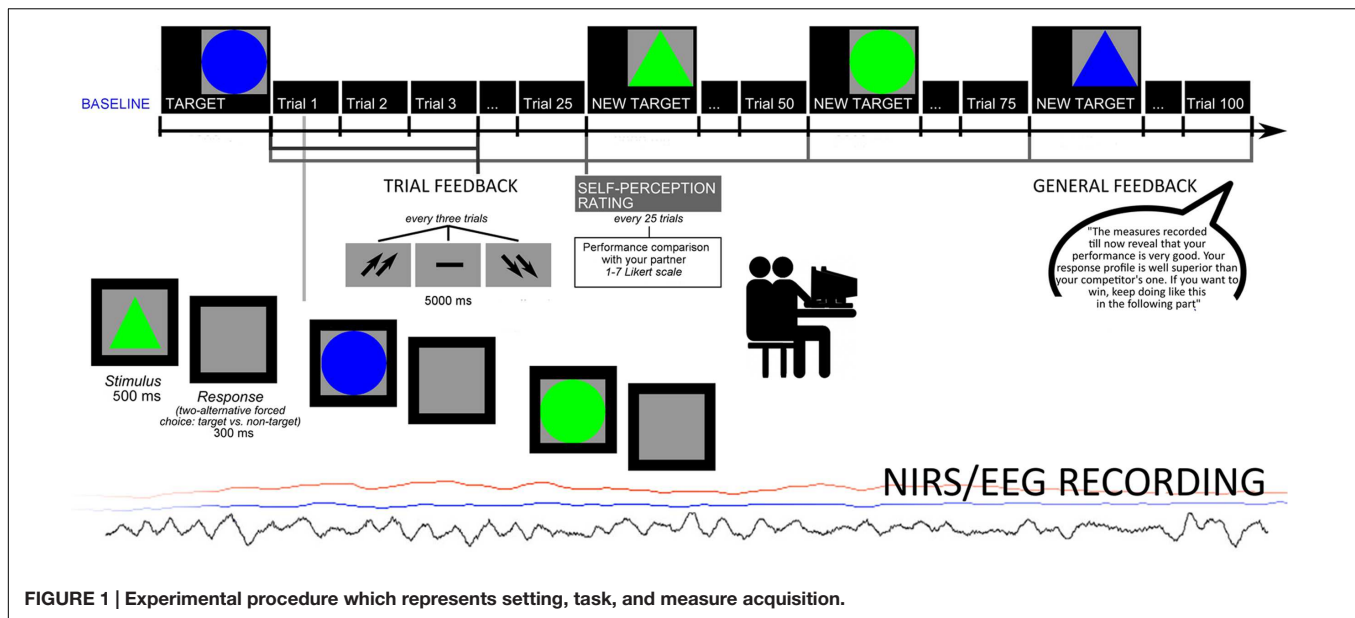 BASELINE
TARGET
Trial 1
Trial 2
Trial 3
...
Trial 25
NEW TARGET
...
Trial 50
NEW TARGET
...
Trial 75
NEW TARGET
...
Trial 100
TRIAL FEEDBACK
every three trials
5000 ms
SELF-PERCEPTION
RATING
every 25 trials
Performance comparison
with your partner
1-7 Likert scale
GENERAL FEEDBACK
"The measures recorded
till now reveal that your
performance is very good. Your
response profile is well superior than
your competitor's one. If you want to
win, keep doing like this
in the following part"
Stimulus
500 ms
Response
(two-alternative forced
choice: target vs. non-target)
300 ms
NIRS/EEG RECORDING
FIGURE 1 | Experimental procedure which represents setting, task, and measure acquisition.